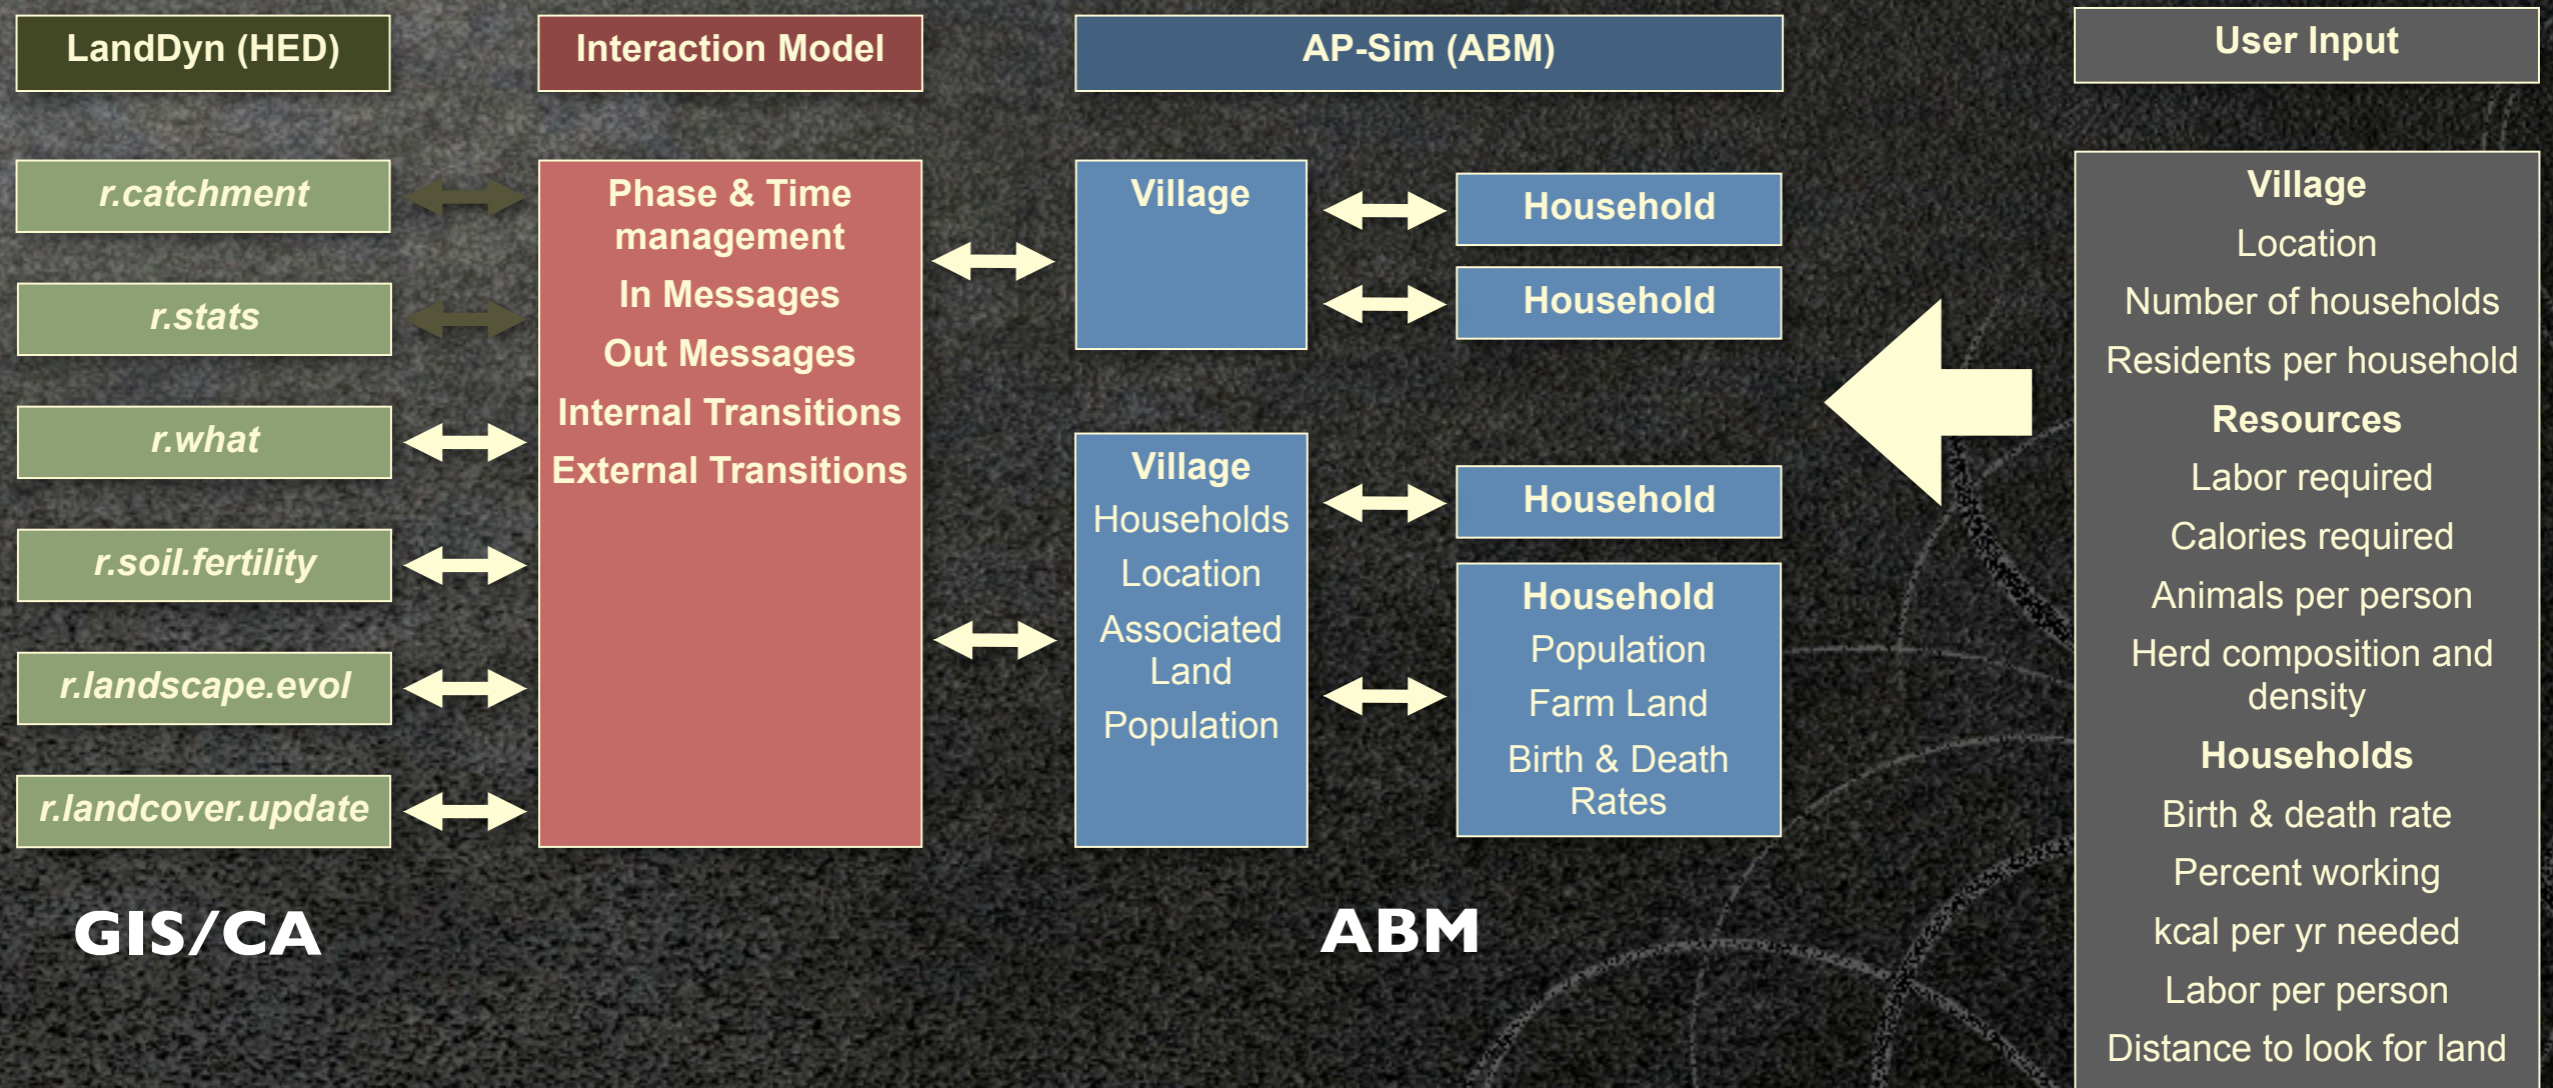 LandDyn (HED)
Interaction Model
AP-Sim (ABM)
User Input
r.catchment
r.stats
r.what
r.soil.fertility
r.landscape.evol
r.landcover.update
GIS/CA
Phase & Time
management
In Messages
Out Messages
Internal Transitions
External Transitions
Village
Household
Household
Village
Households
Location
Associated
Land
Population
Household
Household
Population
Farm Land
Birth & Death
Rates
ABM
Village
Location
Number of households
Residents per household
Resources
Labor required
Calories required
Animals per person
Herd composition and
density
Households
Birth & death rate
Percent working
kcal per yr needed
Labor per person
Distance to look for land